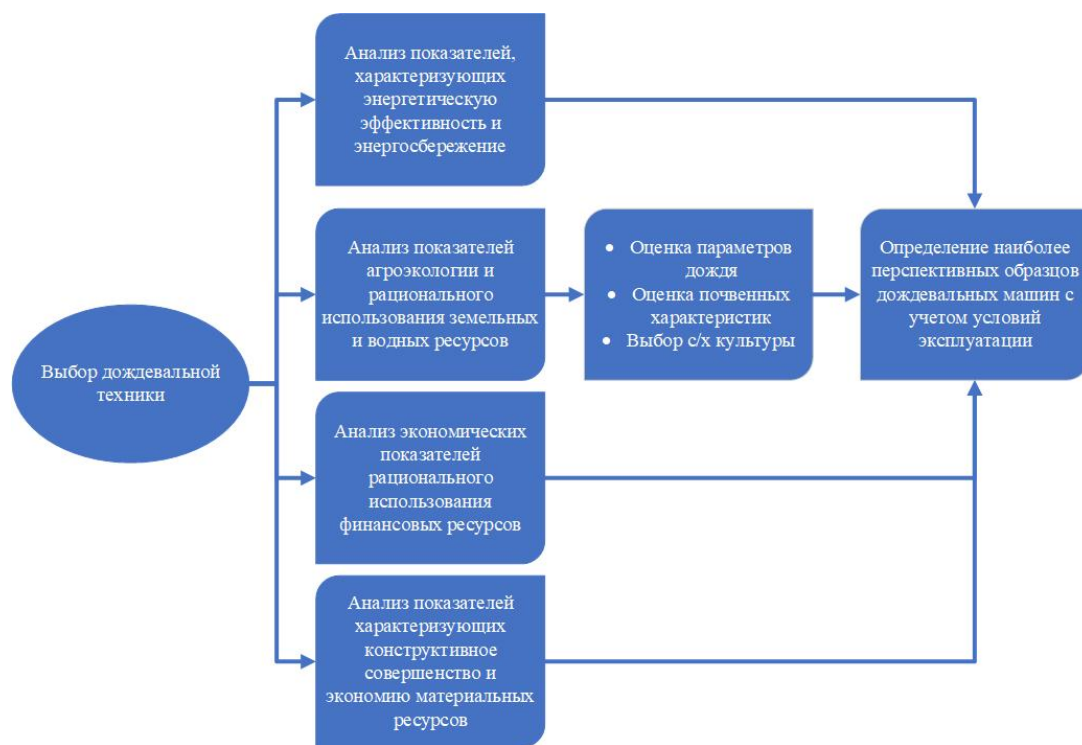 Выбор дождевальной
техники
Анализ показателей,
характеризующих
энергетическую
эффективность и
энергосбережение
Анализ показателей
агроэкологии и
рационального
использования земельных
и водных ресурсов
• Оценка параметров
дождя
• Оценка почвенных
характеристик
• Выбор с/х культуры
Определение наиболее
перспективных образцов
дождевальных машин с
учетом условий
эксплуатации
Анализ экономических
показателей
рационального
использования
финансовых ресурсов
Анализ показателей
характеризующих
конструктивное
совершенство и
экономию материальных
ресурсов